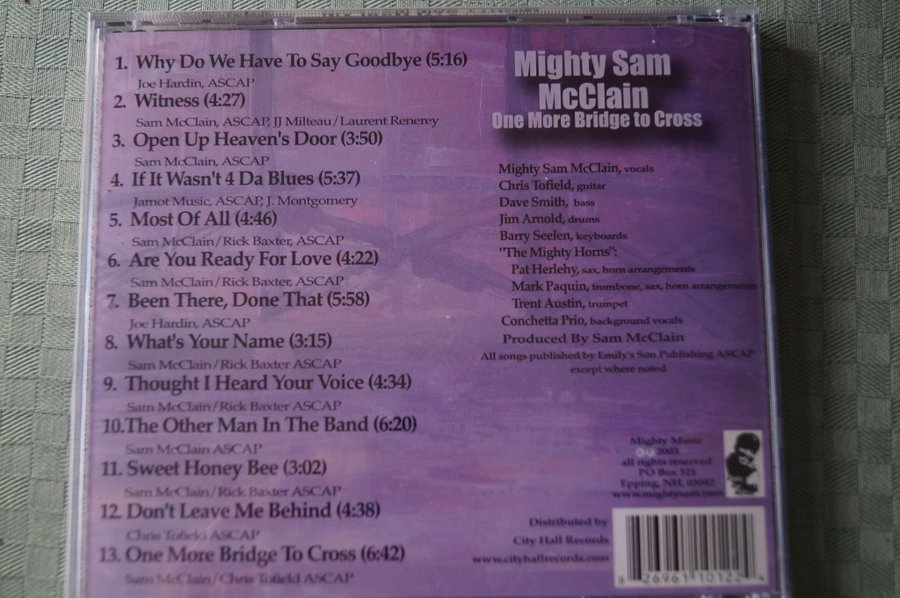 1. Why Do We Have To Say Goodbye (5:16)
Joe Hardin, ASCAP
2. Witness (4:27)
Sam McClain, ASCAP, JJ Milteau/Laurent Renerey
3. Open Up Heaven's Door (3:50)
Sam McClain, ASCAP
4. If It Wasn't 4 Da Blues (5:37)
Jamot Music, ASCAP, J. Montgomery
5. Most Of All (4:46)
Sam McClain/Rick Baxter, ASCAP
6. Are You Ready For Love (4:22)
Sam McClain/Rick Baxter, ASCAP
7. Been There, Done That (5:58)
Joe Hardin, ASCAP
8. What's Your Name (3:15)
Sam McClain/Rick Baxter ASCAP
9. Thought I Heard Your Voice (4:34)
Sam McClain/Rick Baxter ASCAP
10. The Other Man In The Band (6:20)
Sam McClain ASCAP
11. Sweet Honey Bee (3:02)
Sam McClain/Rick Baxter ASCAP
12. Don't Leave Me Behind (4:38)
Chris Tofield ASCAP
13. One More Bridge To Cross (6:42)
Sam McClain/Chris Tofield ASCAP
Mighty Sam
McClain
One More Bridge to Cross
Mighty Sam McClain, vocals
Chris Tofield, guitar
Dave Smith, bass
Jim Arnold, drums
Barry Seelen, keyboards
"The Mighty Horns":
Pat Herlehy, sax, horn arrangements
Mark Paquin, trombone, sax, horn arrangements
Trent Austin, trumpet
Conchetta Prio, background vocals
Produced By Sam McClain
All songs published by Emily's Son Publishing ASCAP
except where noted
Mighty Music
2003
all rights reserved
PO Box 323
Epping, NH, 03042
www.mightysam.com
Distributed by
City Hall Records
www.cityhallrecords.com
8 26961 10122 4